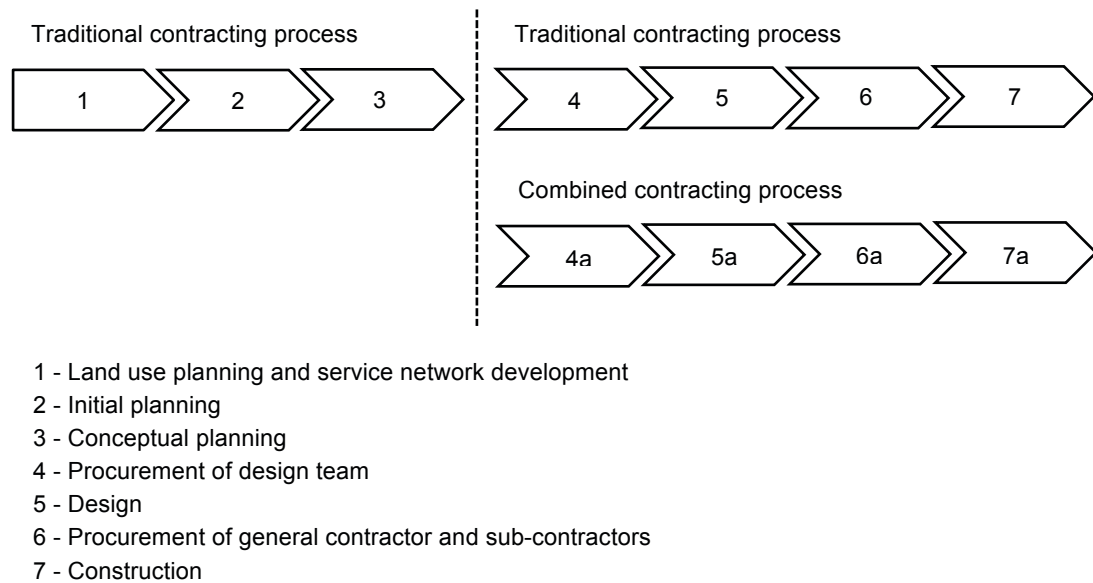 Traditional contracting process
Traditional contracting process
1
2
3
4
5
6
7
Combined contracting process
4a
5a
6a
7a
1 - Land use planning and service network development
2 - Initial planning
3 - Conceptual planning
4 - Procurement of design team
5 - Design
6 - Procurement of general contractor and sub-contractors
7 - Construction